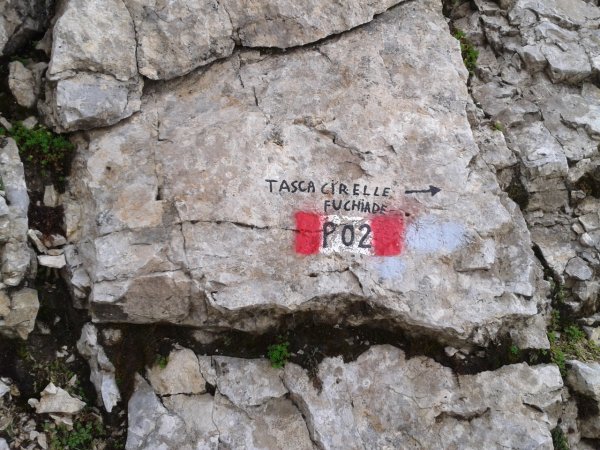 TASCA CIRELLE →
FUCHIADE
P02